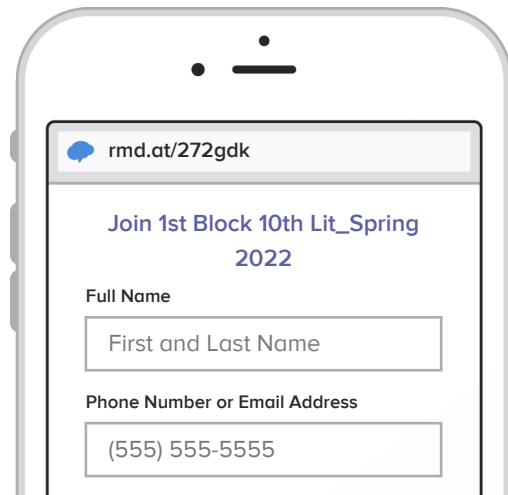 rmd.at/272gdk
Join 1st Block 10th Lit_Spring
2022
Full Name
First and Last Name
Phone Number or Email Address
(555) 555-5555